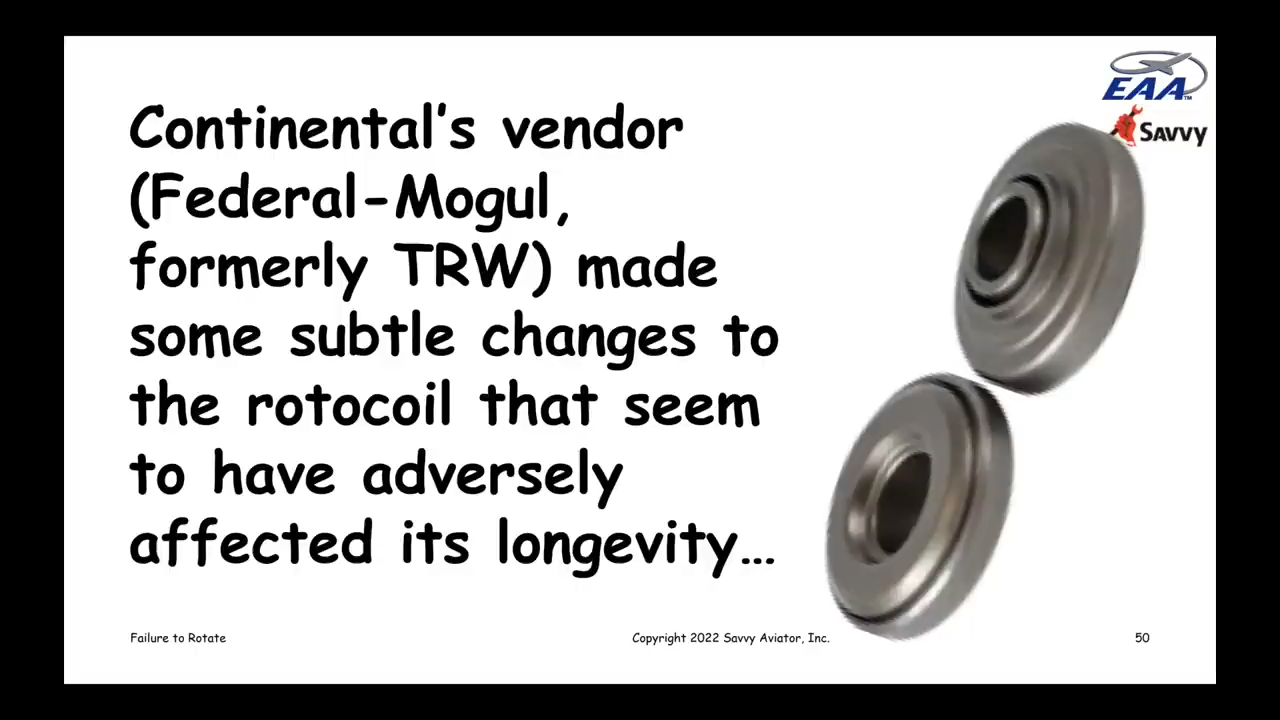 EAA
SAVVY
Continental's vendor
(Federal-Mogul,
formerly TRW) made
some subtle changes to
the rotocoil that seem
to have adversely
affected its longevity…
Failure to Rotate
Copyright 2022 Savvy Aviator, Inc.
50